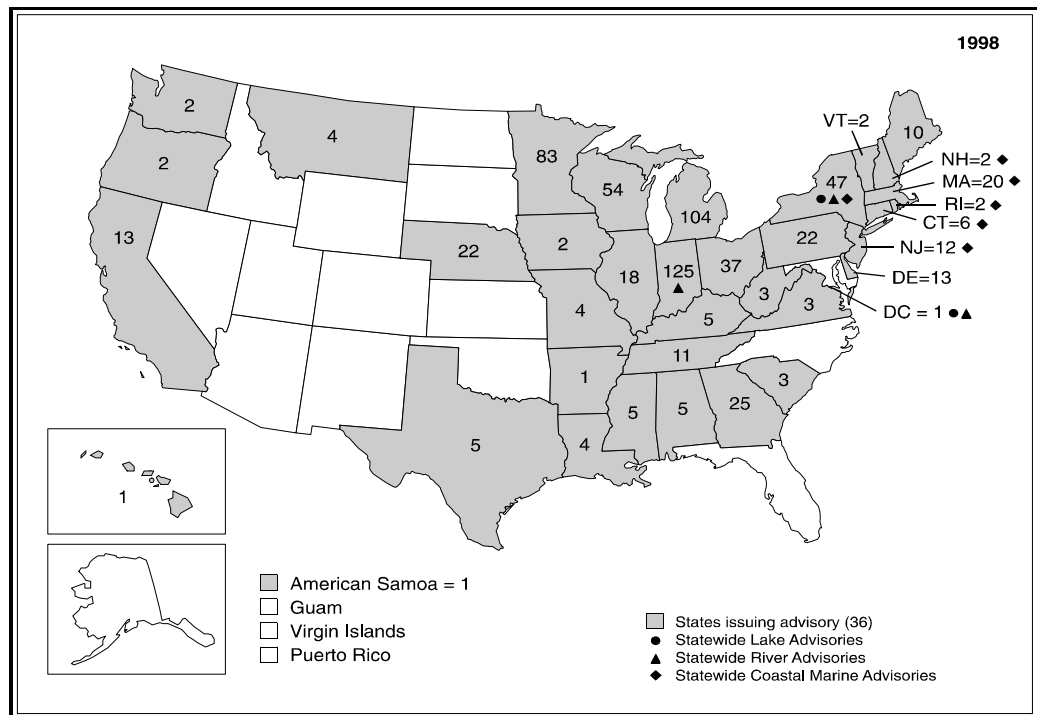 1998
2
4
2
13
83
54
104
22
2
18
125
37
22
47
10
VT=2
NH=2 ◆
MA=20 ◆
RI=2 ◆
CT=6 ◆
NJ=12 ◆
DE=13
DC = 1 ●▲
3
3
5
4
11
1
5
5
25
3
5
4
1
American Samoa = 1
Guam
Virgin Islands
Puerto Rico
States issuing advisory (36)
Statewide Lake Advisories
Statewide River Advisories
Statewide Coastal Marine Advisories